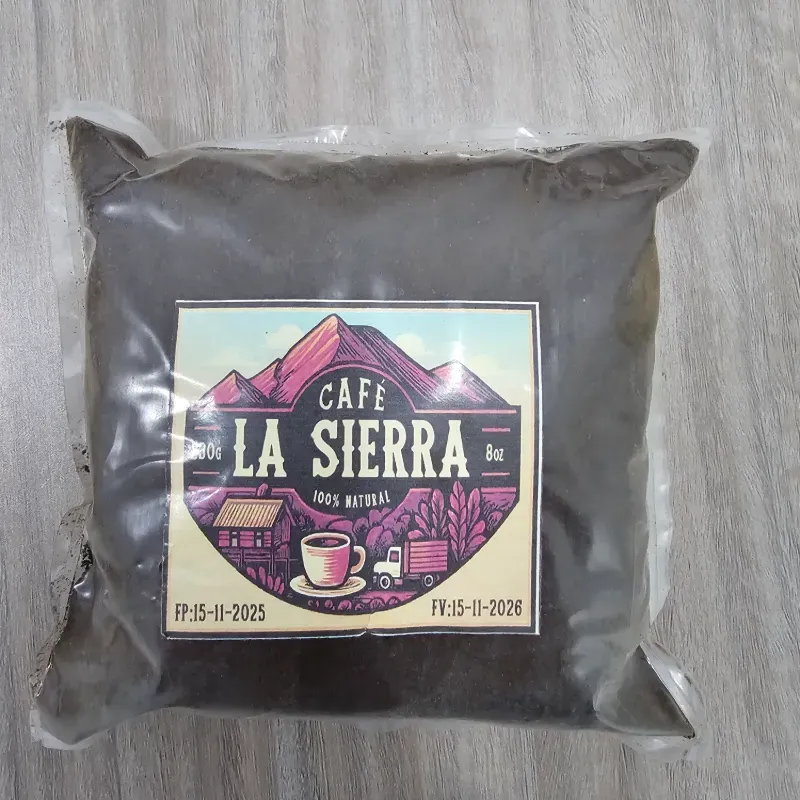 CAFÉ
LA SIERRA
8oz
100% NATURAL
FP:15-11-2025
FV:15-11-2026